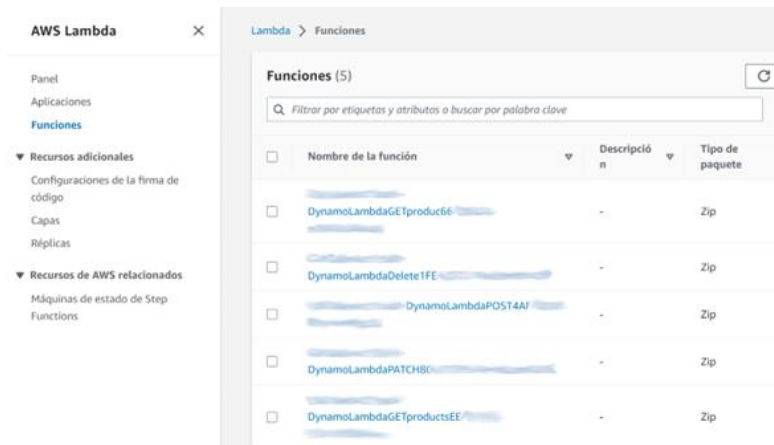 AWS Lambda
Lambda > Funciones
Panel
Aplicaciones
Funciones
Recursos adicionales
Configuraciones de la firma de
código
Capas
Réplicas
Recursos de AWS relacionados
Máquinas de estado de Step
Functions
Funciones (5)
Filtrar por etiquetas y atributos o buscar por palabra clave
Nombre de la función
Descripció
n
Tipo de
paquete
DynamoLambdaGETproduc66
-
Zip
DynamoLambdaDelete1FE
-
Zip
DynamoLambdaPOST4AF
-
Zip
DynamoLambdaPATCH80
-
Zip
DynamoLambdaGETproductsEE
-
Zip